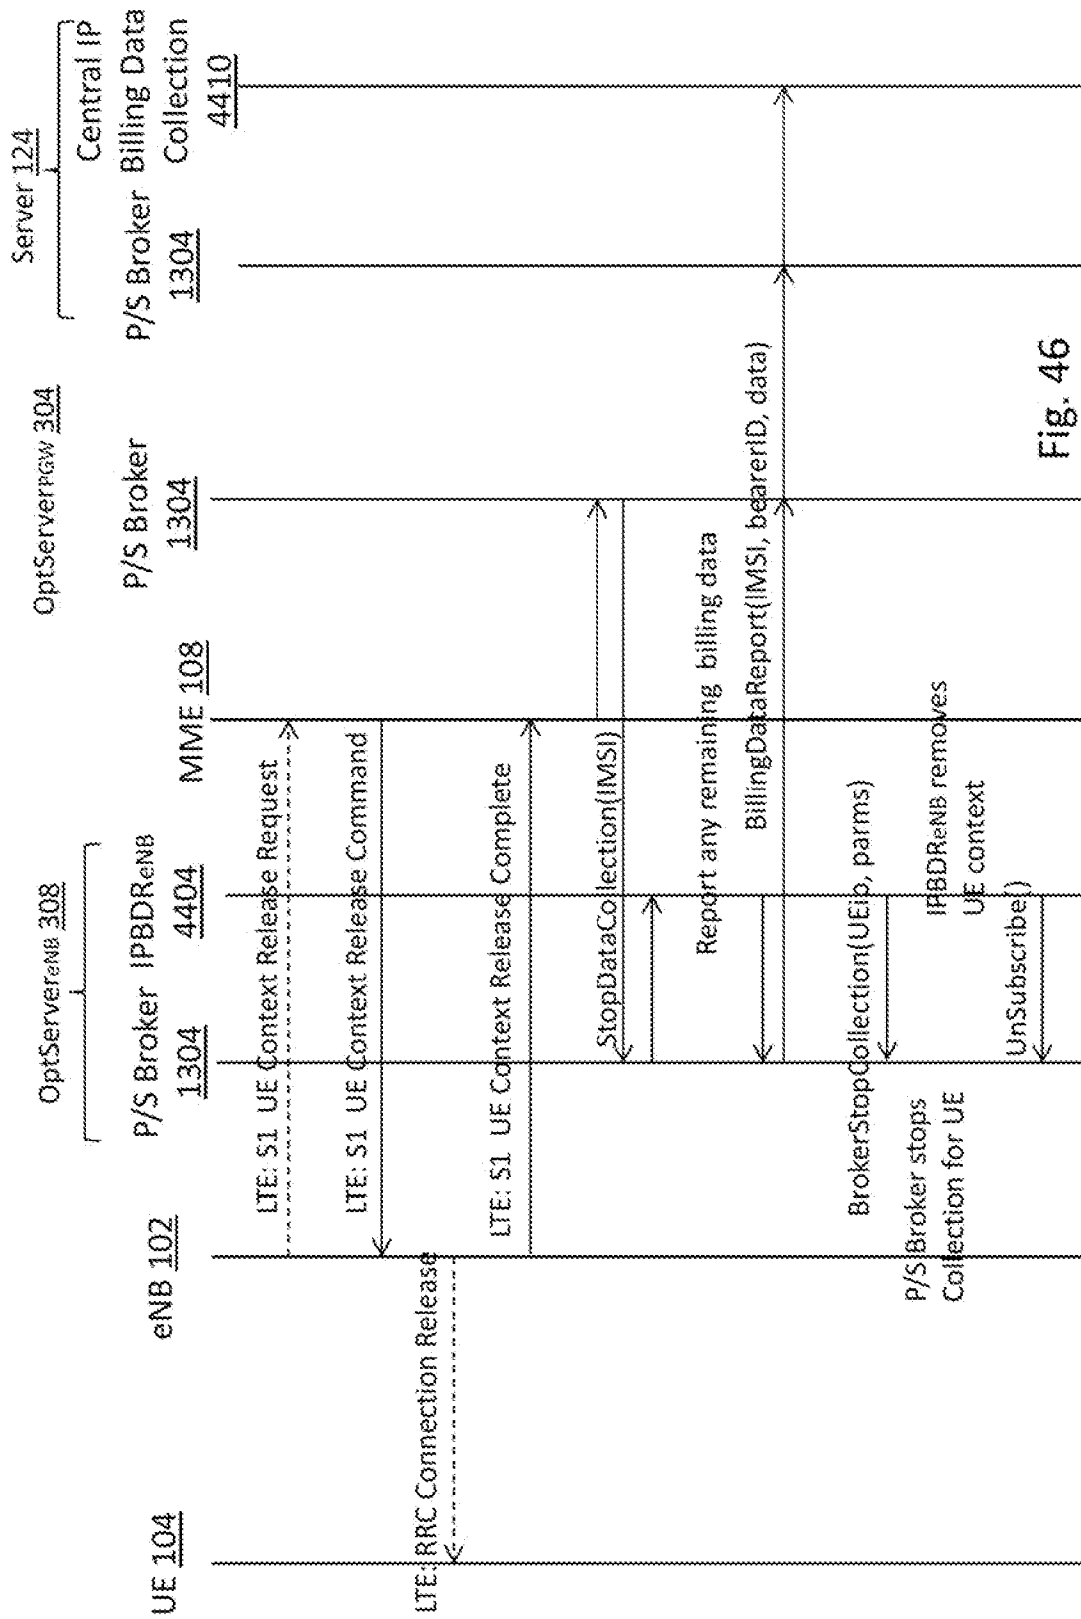 UE 104
eNB 102
OptServereNB 308
P/S Broker
1304
IPBDReNB
4404
MME 108
OptServerPGW 304
P/S Broker
1304
Server 124
P/S Broker
1304
Central IP
Billing Data
Collection
4410
LTE: S1 UE Context Release Request
LTE: S1 UE Context Release Command
LTE: RRC Connection Release
LTE: S1 UE Context Release Complete
StopDataCollection(IMSI)
Report any remaining billing data
BillingDataReport(IMSI, bearerID, data)
BrokerStopCollection(UEip, parms)
P/S Broker stops
Collection for UE
IPBDReNB removes
UE context
UnSubscribe()
Fig. 46